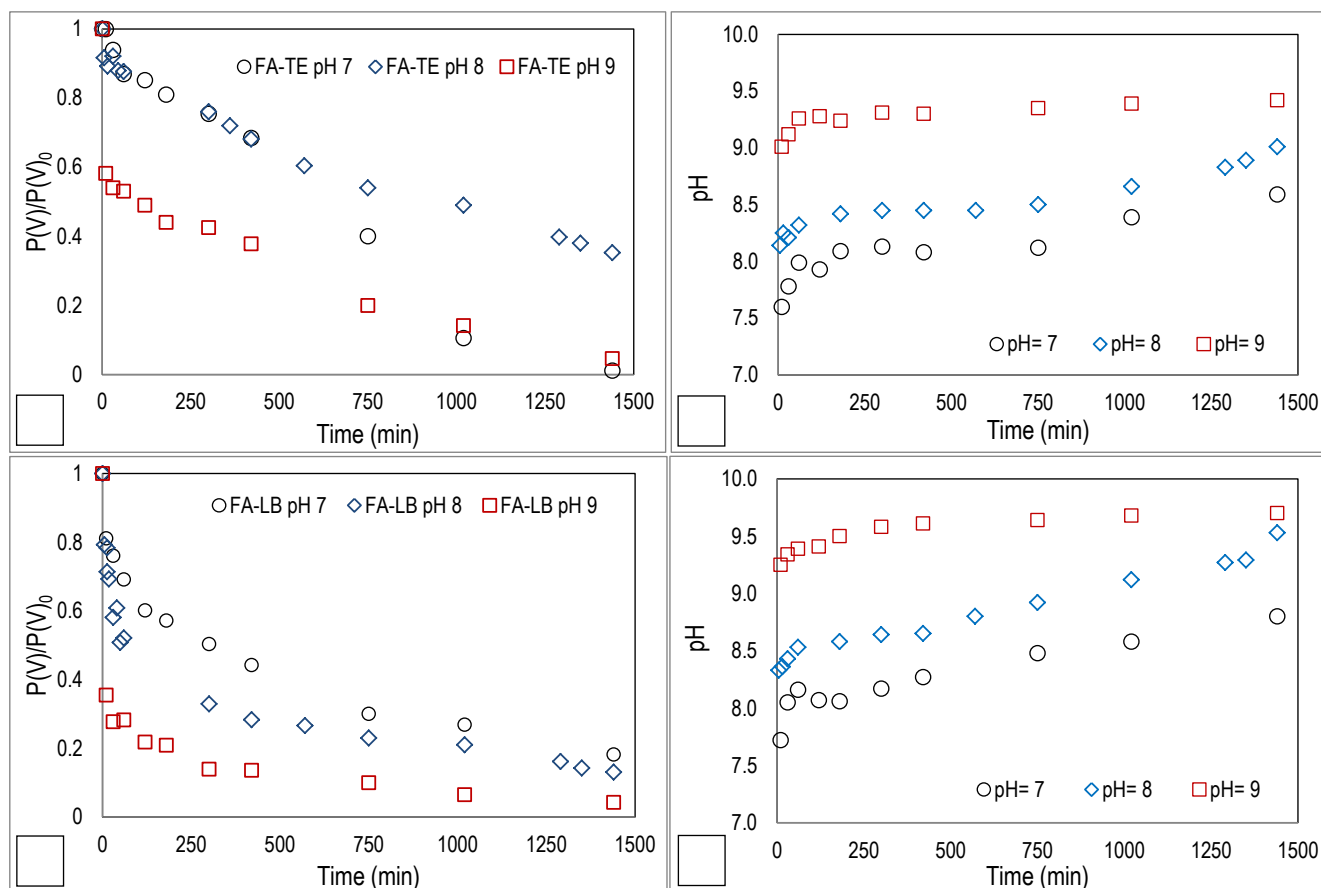 1
0.8
0.6
0.4
0.2
0
P(V)/P(V)0
FA-TE pH 7 FA-TE pH 8 FA-TE pH 9
0 250 500 750 1000 1250 1500
Time (min)
10.0
9.5
9.0
8.5
8.0
7.5
7.0
pH
pH= 7 pH= 8 pH= 9
0 250 500 750 1000 1250 1500
Time (min)
1
0.8
0.6
0.4
0.2
0
P(V)/P(V)0
FA-LB pH 7 FA-LB pH 8 FA-LB pH 9
0 250 500 750 1000 1250 1500
Time (min)
10.0
9.5
9.0
8.5
8.0
7.5
7.0
pH
pH= 7 pH= 8 pH= 9
0 250 500 750 1000 1250 1500
Time (min)